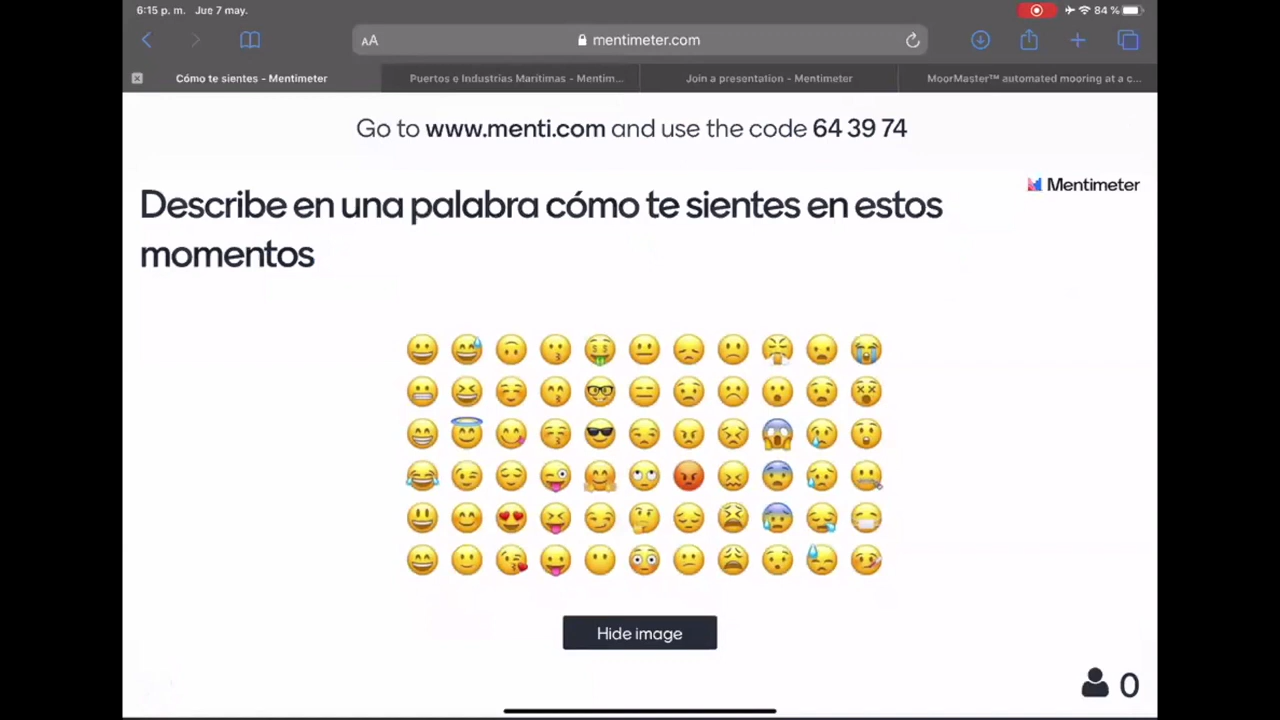 6:15 p. m. Jue 7 may.
84 %
AA
mentimeter.com
Cómo te sientes - Mentimeter
Puertos e Industrias Marítimas - Mentim...
Join a presentation - Mentimeter
MoorMaster™ automated mooring at a c...
Go to www.menti.com and use the code 64 39 74
Mentimeter
Describe en una palabra cómo te sientes en estos
momentos
Hide image
0